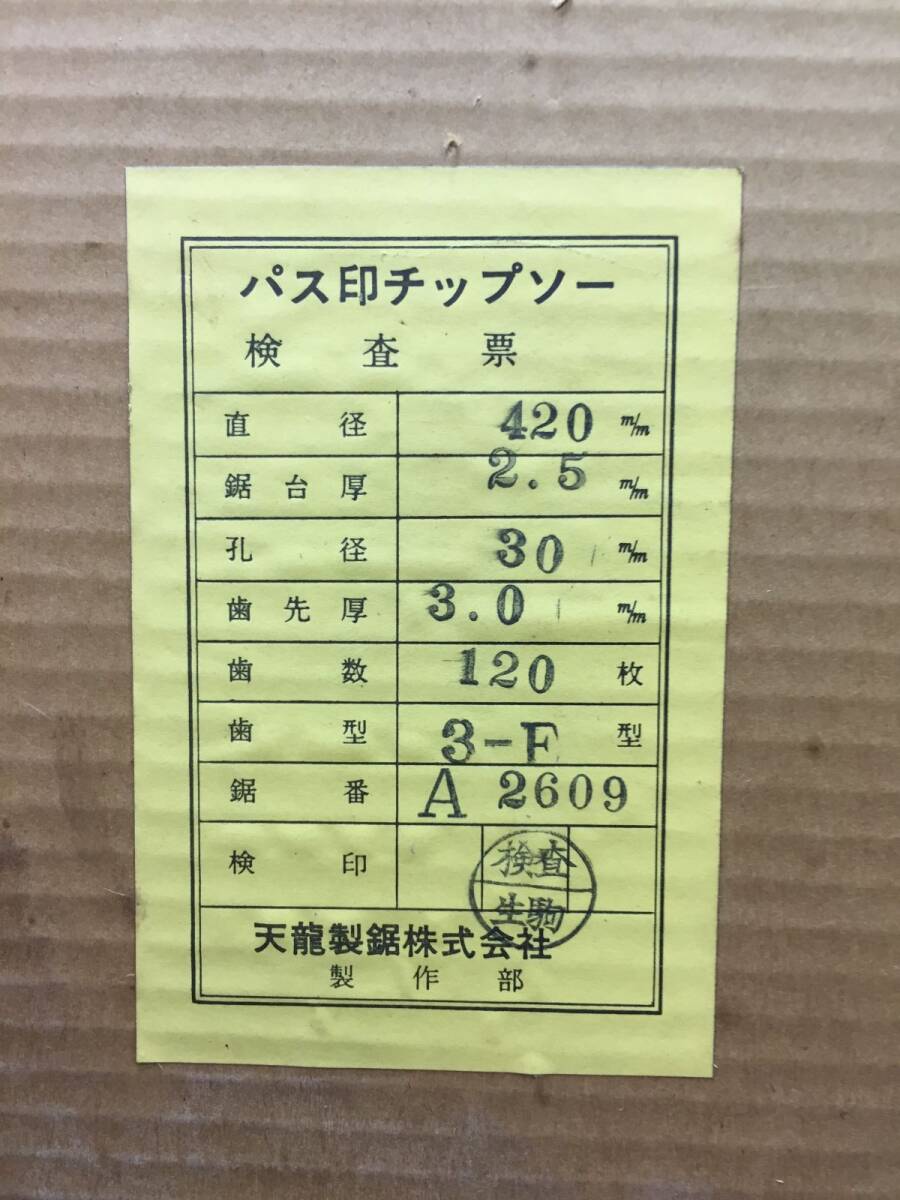 パス印チップソー
検査票
直径 420 m/m
鋸台厚 2.5 m/m
孔径 30 m/m
歯先厚 3.0 m/m
歯数 120 枚
歯型 3-F 型
鋸番 A 2609
検印 検査
生駒
天龍製鋸株式会社
製作部